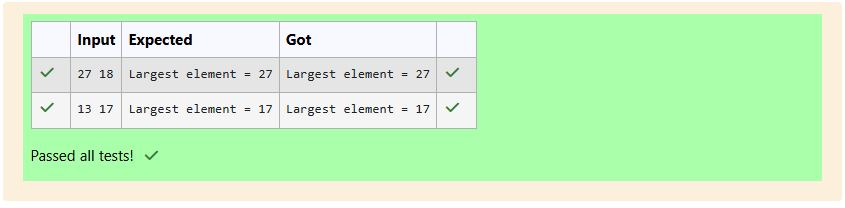 Input Expected Got
27 18 Largest element = 27 Largest element = 27
13 17 Largest element = 17 Largest element = 17
Passed all tests!